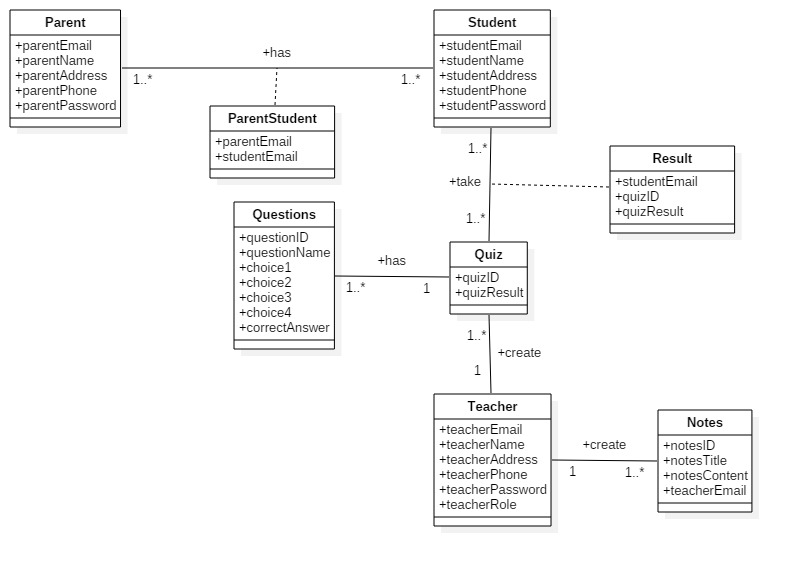 Parent
+parentEmail
+parentName
+parentAddress
+parentPhone
+parentPassword
1..*
+has
1..*
Student
+studentEmail
+studentName
+studentAddress
+studentPhone
+studentPassword
ParentStudent
+parentEmail
+studentEmail
1..*
+take
1..*
Result
+studentEmail
+quizID
+quizResult
Questions
+questionID
+questionName
+choice1
+choice2
+choice3
+choice4
+correctAnswer
+has
1..*
1
Quiz
+quizID
+quizResult
1..*
+create
1
Teacher
+teacherEmail
+teacherName
+teacherAddress
+teacherPhone
+teacherPassword
+teacherRole
+create
1
1..*
Notes
+notesID
+notesTitle
+notesContent
+teacherEmail